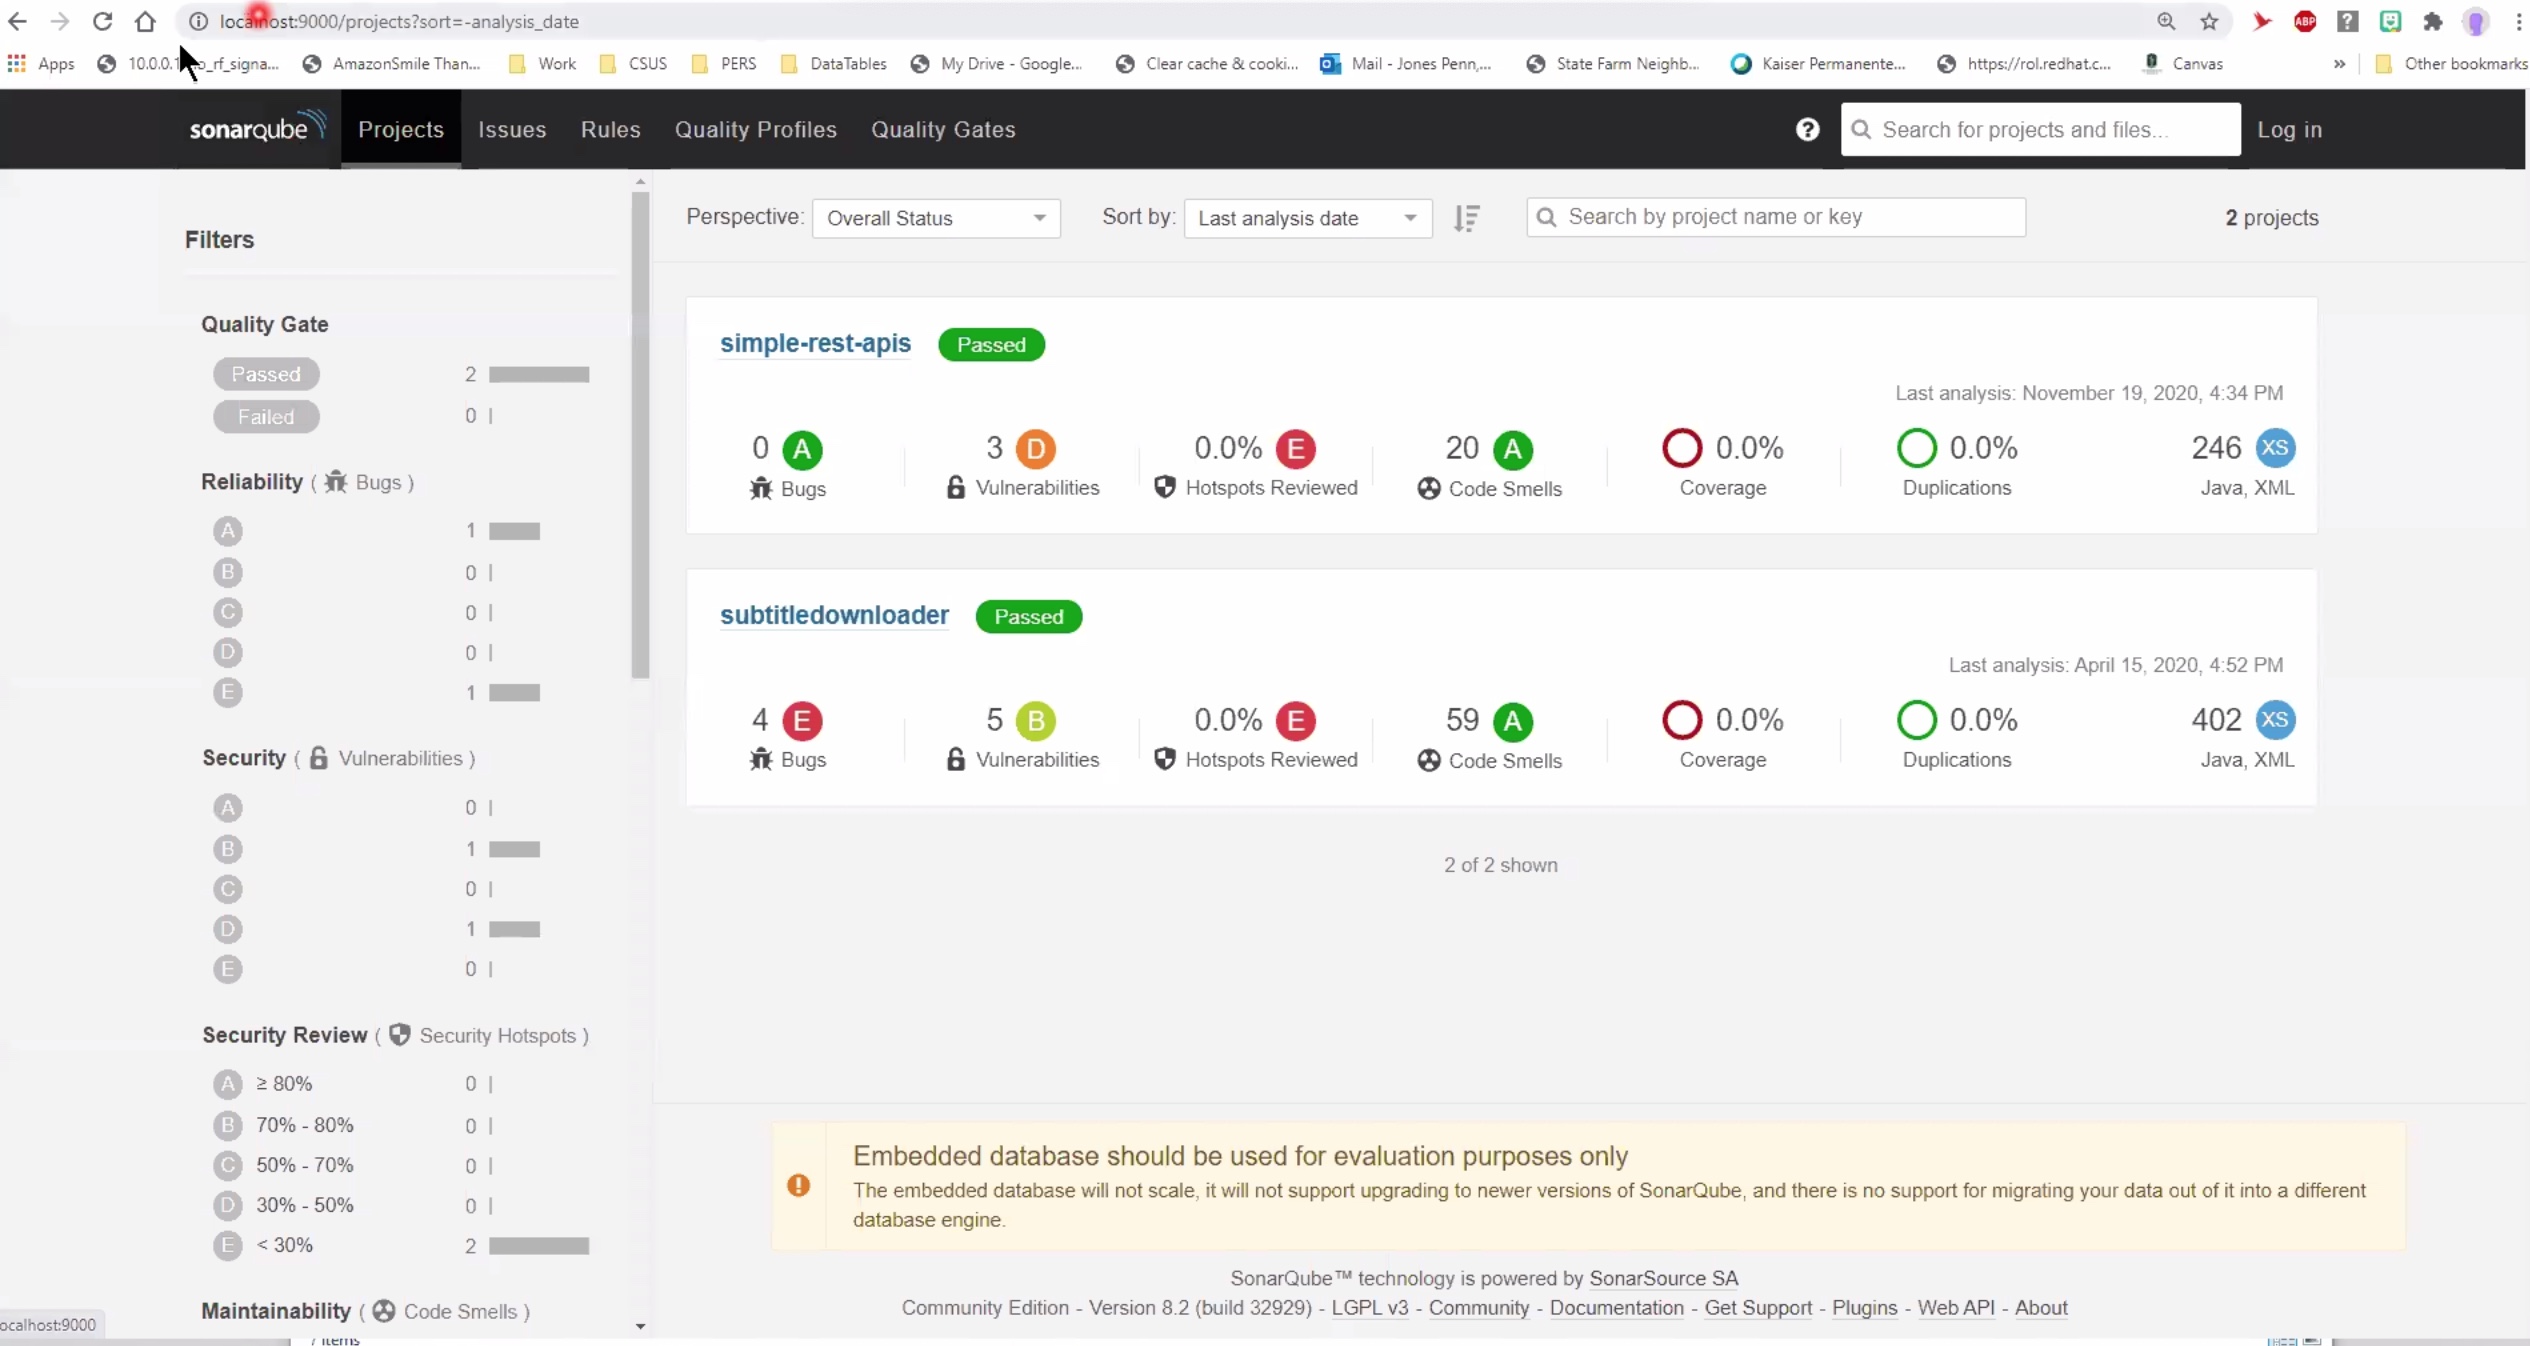 localhost:9000/projects?sort=-analysis_date
Apps 10.0.0.1 _rf_signa... AmazonSmile Than... Work CSUS PERS DataTables My Drive - Google... Clear cache & cooki... Mail - Jones Penn,... State Farm Neighb... Kaiser Permanente... https://rol.redhat.c... Canvas » Other bookmarks
sonarqube Projects Issues Rules Quality Profiles Quality Gates Search for projects and files... Log in
Perspective: Overall Status Sort by: Last analysis date Search by project name or key 2 projects
Filters
Quality Gate
Passed 2
Failed 0
Reliability ( Bugs )
A 1
B 0
C 0
D 0
E 1
Security ( Vulnerabilities )
A 0
B 1
C 0
D 1
E 0
Security Review ( Security Hotspots )
A ≥ 80% 0
B 70% - 80% 0
C 50% - 70% 0
D 30% - 50% 0
E < 30% 2
Maintainability ( Code Smells )
simple-rest-apis Passed
Last analysis: November 19, 2020, 4:34 PM
0 A 3 D 0.0% E 20 A 0.0% 0.0% 246 XS
Bugs Vulnerabilities Hotspots Reviewed Code Smells Coverage Duplications Java, XML
subtitledownloader Passed
Last analysis: April 15, 2020, 4:52 PM
4 E 5 B 0.0% E 59 A 0.0% 0.0% 402 XS
Bugs Vulnerabilities Hotspots Reviewed Code Smells Coverage Duplications Java, XML
2 of 2 shown
Embedded database should be used for evaluation purposes only
The embedded database will not scale, it will not support upgrading to newer versions of SonarQube, and there is no support for migrating your data out of it into a different
database engine.
SonarQube™ technology is powered by SonarSource SA
Community Edition - Version 8.2 (build 32929) - LGPL v3 - Community - Documentation - Get Support - Plugins - Web API - About
ocalhost:9000
7 items